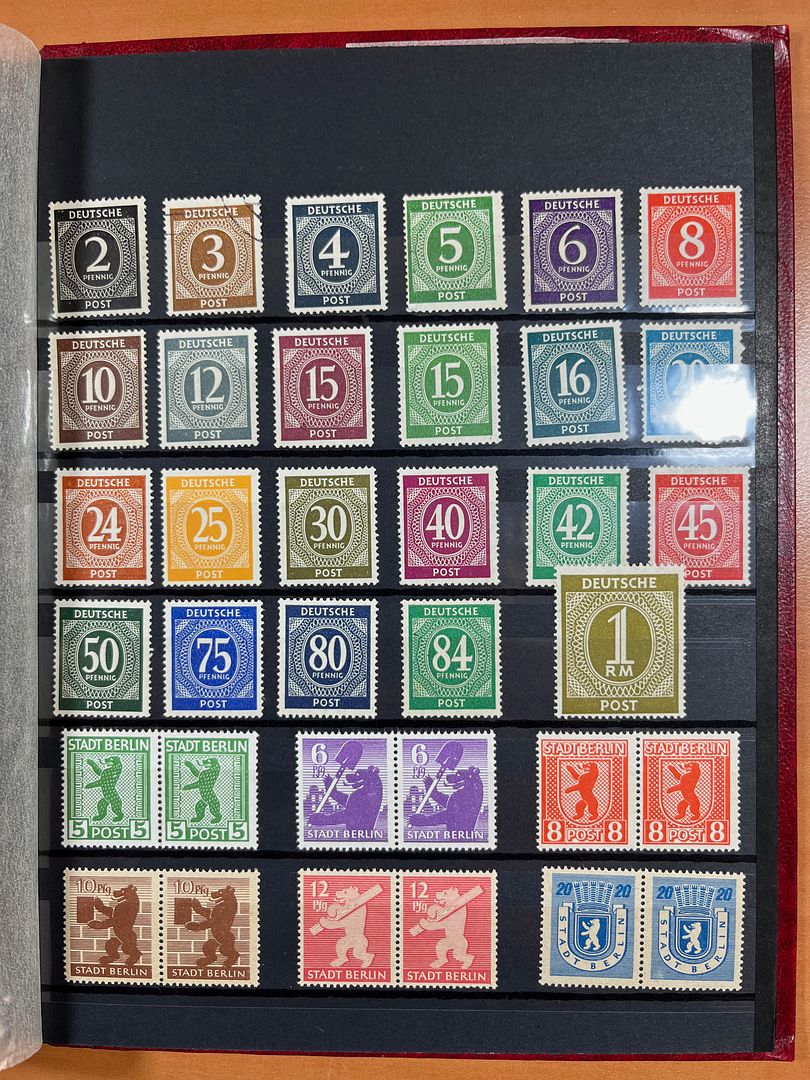 DEUTSCHE
2
PFENNIG
POST
DEUTSCHE
3
PFENNIG
POST
DEUTSCHE
4
PFENNIG
POST
DEUTSCHE
5
PFENNIG
POST
DEUTSCHE
6
PFENNIG
POST
DEUTSCHE
8
PFENNIG
POST
DEUTSCHE
10
PFENNIG
POST
DEUTSCHE
12
PFENNIG
POST
DEUTSCHE
15
PFENNIG
POST
DEUTSCHE
15
PFENNIG
POST
DEUTSCHE
16
PFENNIG
POST
DEUTSCHE
20
DEUTSCHE
24
PFENNIG
POST
DEUTSCHE
25
PFENNIG
POST
DEUTSCHE
30
PFENNIG
POST
DEUTSCHE
40
PFENNIG
POST
DEUTSCHE
42
PFENNIG
POST
DEUTSCHE
45
PFENNIG
POST
DEUTSCHE
50
PFENNIG
POST
DEUTSCHE
75
PFENNIG
POST
DEUTSCHE
80
PFENNIG
POST
DEUTSCHE
84
PFENNIG
POST
DEUTSCHE
1
RM
POST
STADT BERLIN
5 POST 5
STADT BERLIN
5 POST 5
6
Pfg
STADT BERLIN
6
Pfg
STADT BERLIN
STADT BERLIN
8 POST 8
STADT BERLIN
8 POST 8
10 Pfg
STADT BERLIN
10 Pfg
STADT BERLIN
12
Pfg
STADT BERLIN
12
Pfg
STADT BERLIN
20 20
STADT BERLIN
20 20
STADT BERLIN